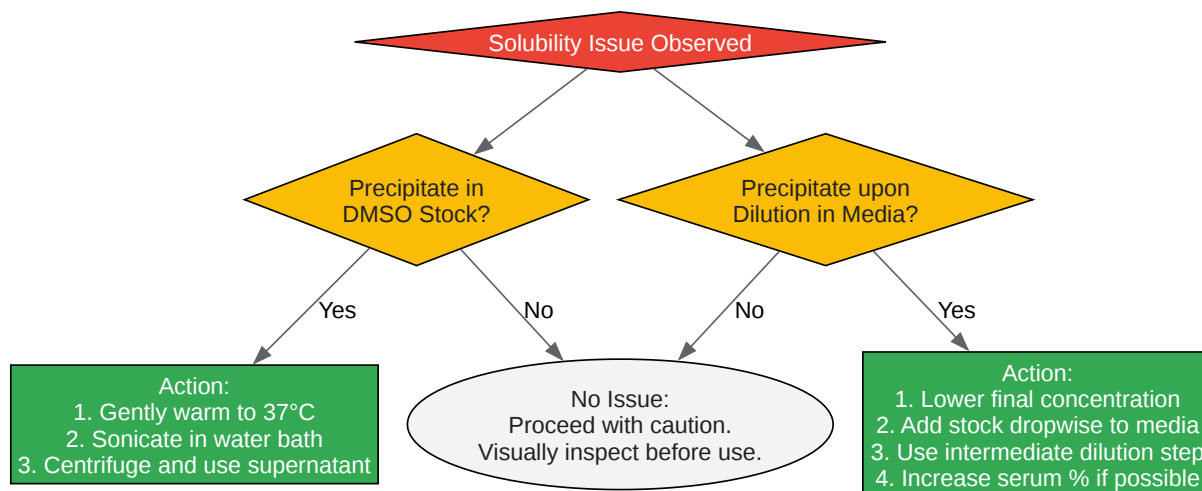 Solubility Issue Observed
Precipitate in
DMSO Stock?
Precipitate upon
Dilution in Media?
Yes
No
No
Yes
Action:
1. Gently warm to 37°C
2. Sonicate in water bath
3. Centrifuge and use supernatant
No Issue:
Proceed with caution.
Visually inspect before use.
Action:
1. Lower final concentration
2. Add stock dropwise to media
3. Use intermediate dilution step
4. Increase serum % if possible